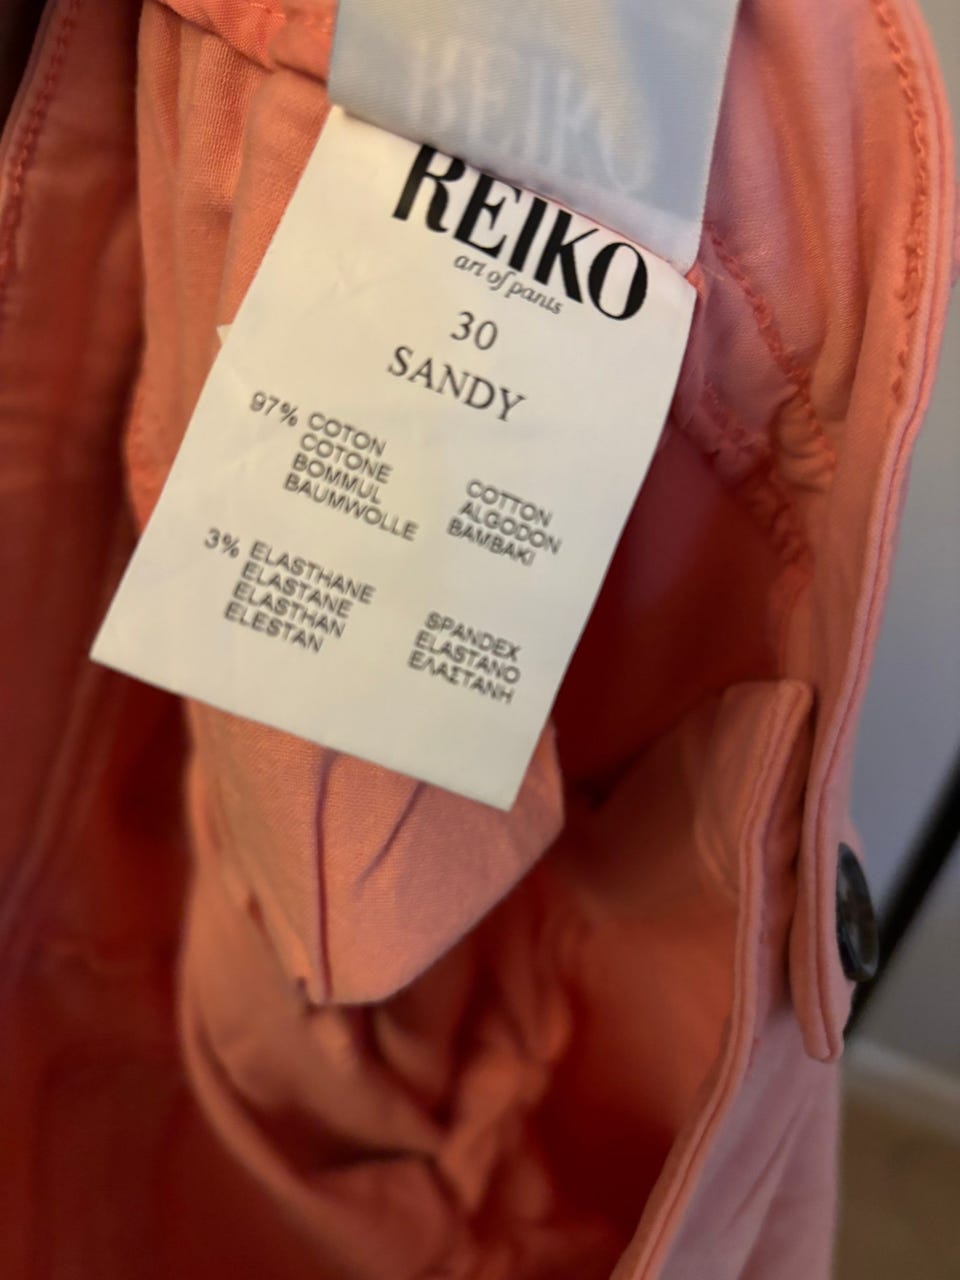 REIKO
REIKO
art of pants
30
SANDY
97% COTON
COTONE
BOMMUL
BAUMWOLLE
COTTON
ALGODON
BAMBAKI
3% ELASTHANE
ELASTANE
ELASTHAN
ELESTAN
SPANDEX
ELASTANO
ΕΛΑΣΤΑΝΗ